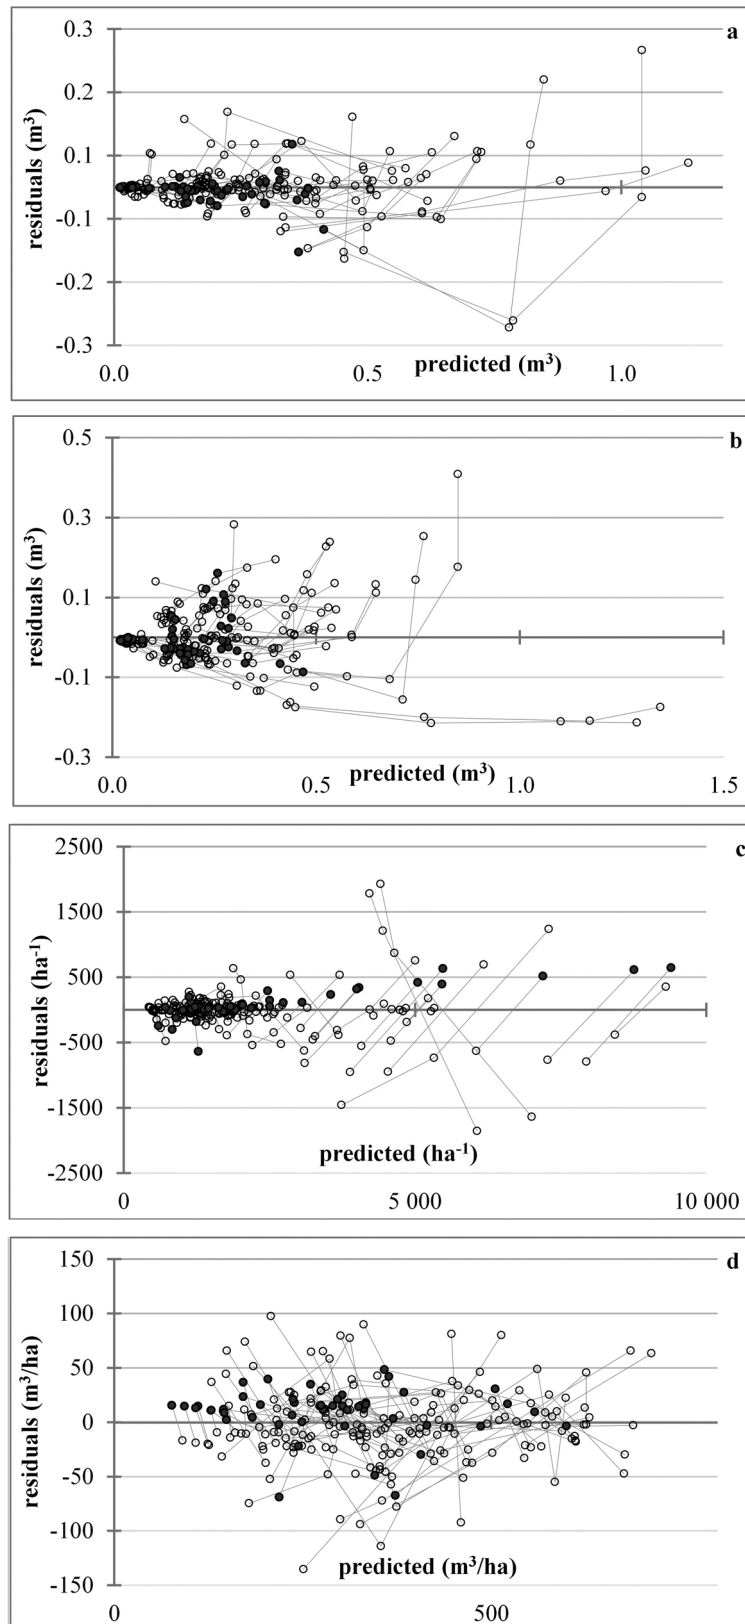 0.3
a
0.2
0.1
-0.1
-0.2
-0.3
residuals (m³)
predicted (m³)
0.0 0.5 1.0
0.5
b
0.3
0.1
-0.1
-0.3
residuals (m³)
predicted (m³)
0.0 0.5 1.0 1.5
2500
c
1500
500
-500
-1500
-2500
residuals (ha⁻¹)
predicted (ha⁻¹)
0 5 000 10 000
150
d
100
50
0
-50
-100
-150
residuals (m³/ha)
predicted (m³/ha)
0 500